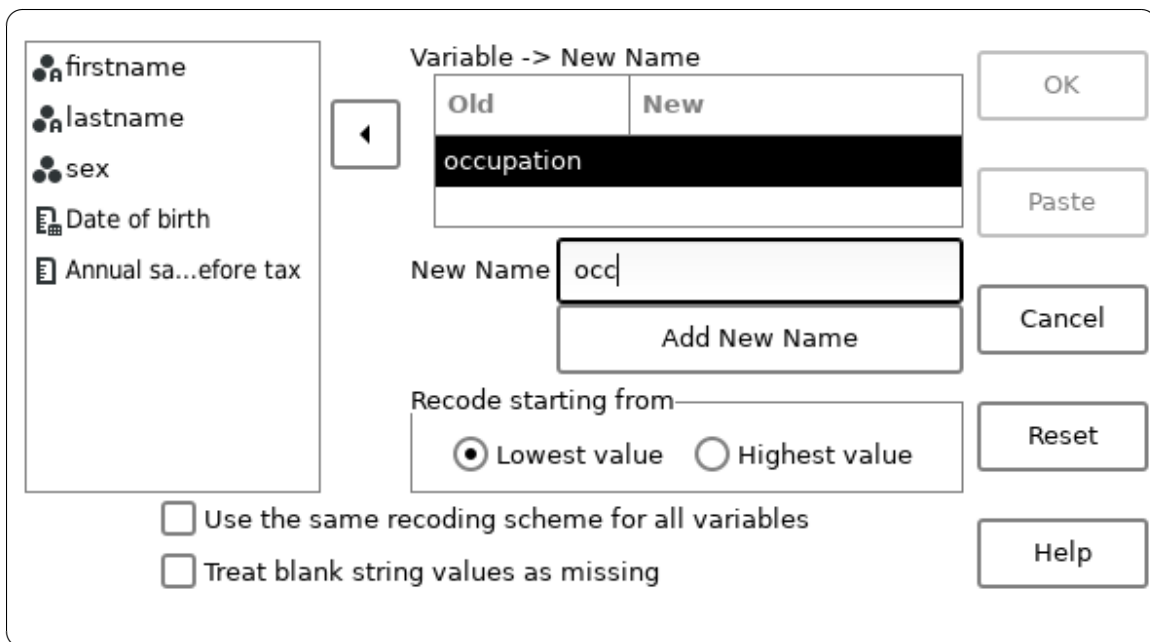 firstname
lastname
sex
Date of birth
Annual sa...efore tax
Variable -> New Name
Old New
occupation
New Name occ
Add New Name
Recode starting from
Lowest value Highest value
Use the same recoding scheme for all variables
Treat blank string values as missing
OK
Paste
Cancel
Reset
Help